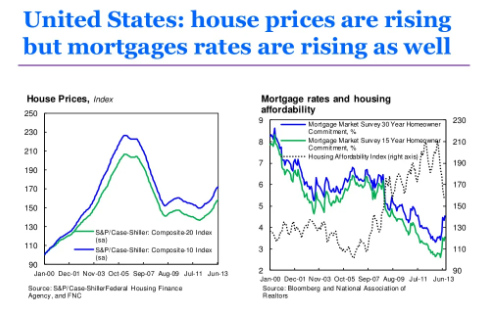 United States: house prices are rising
but mortgages rates are rising as well
House Prices, Index
250
230
210
190
170
150
130
110
90
S&P/Case-Shiller: Composite-20 Index
(sa)
S&P/Case-Shiller: Composite-10 Index
(sa)
Jan-00 Dec-01 Nov-03 Oct-05 Sep-07 Aug-09 Jul-11 Jun-13
Source: S&P/Case-ShillerFederal Housing Finance
Agency, and FNC
Mortgage rates and housing
affordability
9
8
7
6
5
4
3
2
Mortgage Market Survey 30 Year Homeowner
Commitment, %
Mortgage Market Survey 15 Year Homeowner
Commitment, %
Housing Affordability Index (right axis)
230
210
190
170
150
130
110
90
Jan-00 Dec-01 Nov-03 Oct-05 Sep-07 Aug-09 Jul-11 Jun-13
Source: Bloomberg and National Association of
Realtors